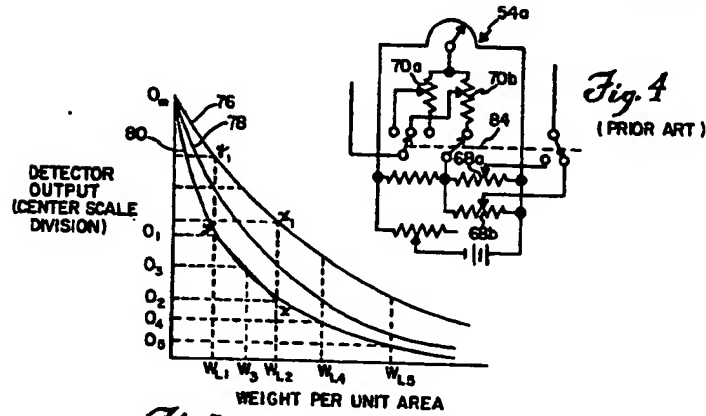 54a
70a
70b
Fig. 4
(PRIOR ART)
84
68a
68b
Om
76
78
80
DETECTOR
OUTPUT
(CENTER SCALE
DIVISION)
O1
O3
O2
O4
O5
WL1 W3 WL2 WL4 WL5
WEIGHT PER UNIT AREA